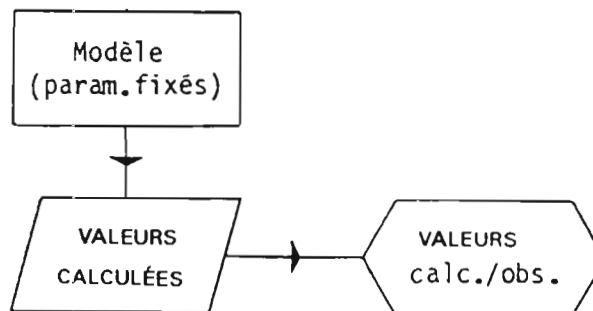 Modèle
(param.fixés)
VALEURS
CALCULÉES
VALEURS
calc./obs.